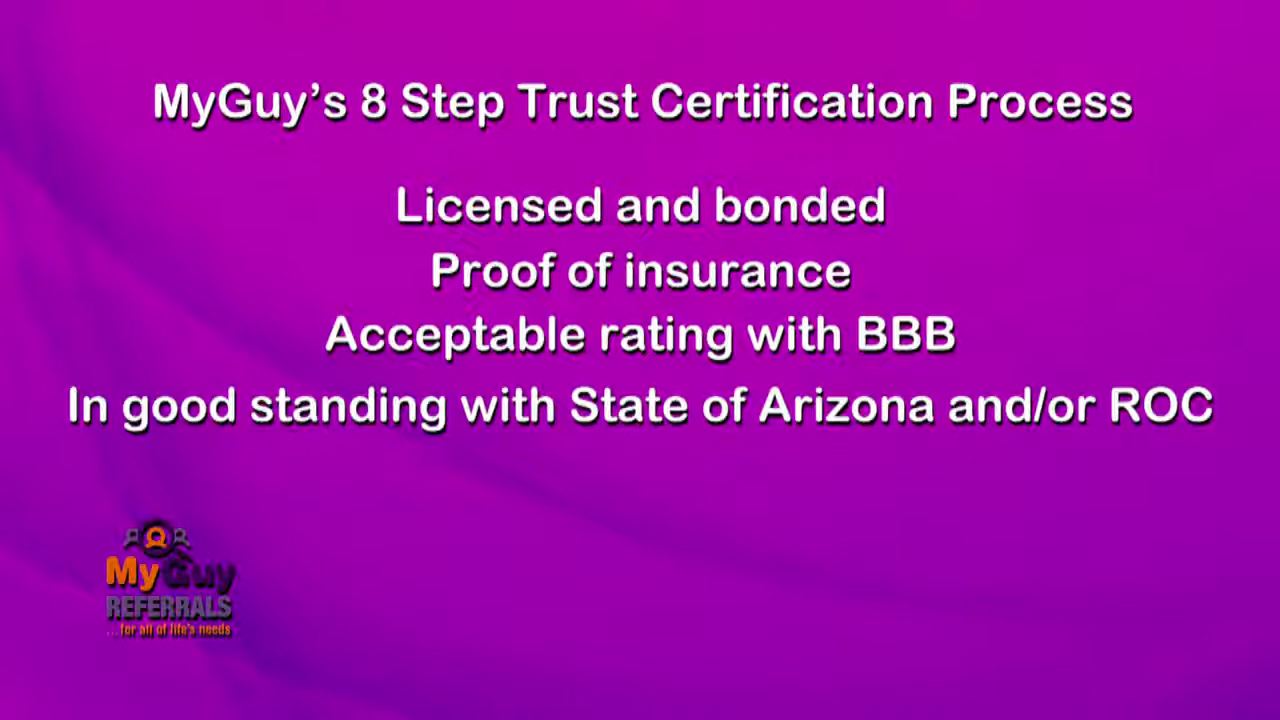 MyGuy’s 8 Step Trust Certification Process
Licensed and bonded
Proof of insurance
Acceptable rating with BBB
In good standing with State of Arizona and/or ROC
MyGuy
REFERRALS
...for all of life's needs